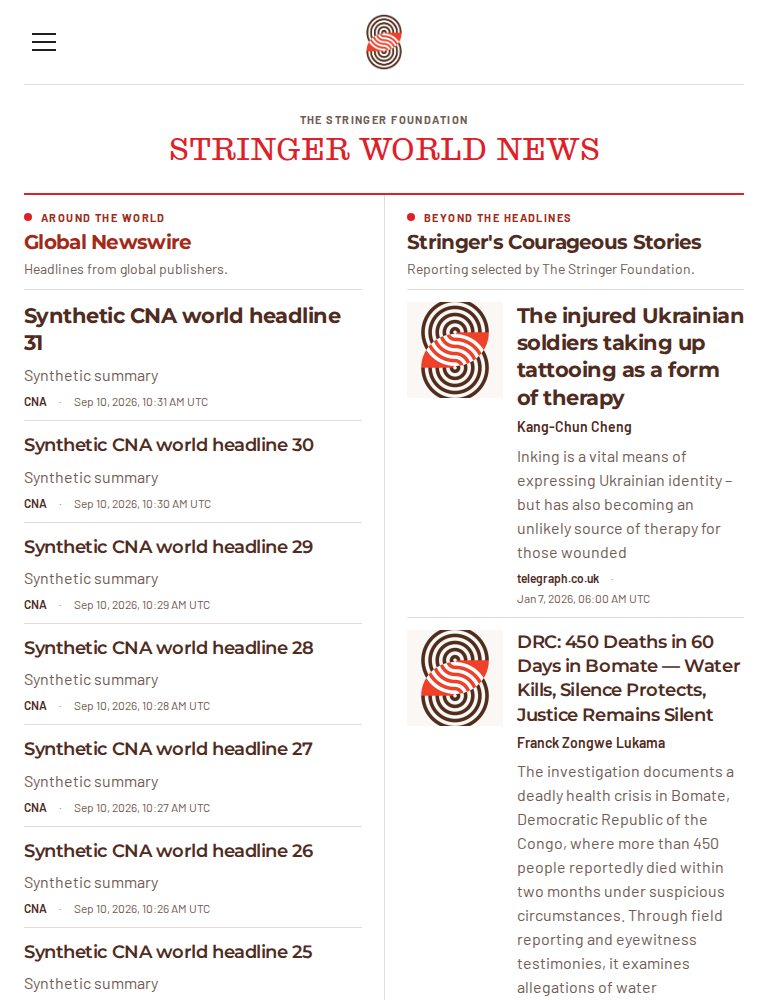 THE STRINGER FOUNDATION
STRINGER WORLD NEWS
AROUND THE WORLD
Global Newswire
Headlines from global publishers.
Synthetic CNA world headline
31
Synthetic summary
CNA · Sep 10, 2026, 10:31 AM UTC
Synthetic CNA world headline 30
Synthetic summary
CNA · Sep 10, 2026, 10:30 AM UTC
Synthetic CNA world headline 29
Synthetic summary
CNA · Sep 10, 2026, 10:29 AM UTC
Synthetic CNA world headline 28
Synthetic summary
CNA · Sep 10, 2026, 10:28 AM UTC
Synthetic CNA world headline 27
Synthetic summary
CNA · Sep 10, 2026, 10:27 AM UTC
Synthetic CNA world headline 26
Synthetic summary
CNA · Sep 10, 2026, 10:26 AM UTC
Synthetic CNA world headline 25
Synthetic summary
BEYOND THE HEADLINES
Stringer's Courageous Stories
Reporting selected by The Stringer Foundation.
The injured Ukrainian
soldiers taking up
tattooing as a form
of therapy
Kang-Chun Cheng
Inking is a vital means of
expressing Ukrainian identity –
but has also becoming an
unlikely source of therapy for
those wounded
telegraph.co.uk ·
Jan 7, 2026, 06:00 AM UTC
DRC: 450 Deaths in 60
Days in Bomate — Water
Kills, Silence Protects,
Justice Remains Silent
Franck Zongwe Lukama
The investigation documents a
deadly health crisis in Bomate,
Democratic Republic of the
Congo, where more than 450
people reportedly died within
two months under suspicious
circumstances. Through field
reporting and eyewitness
testimonies, it examines
allegations of water